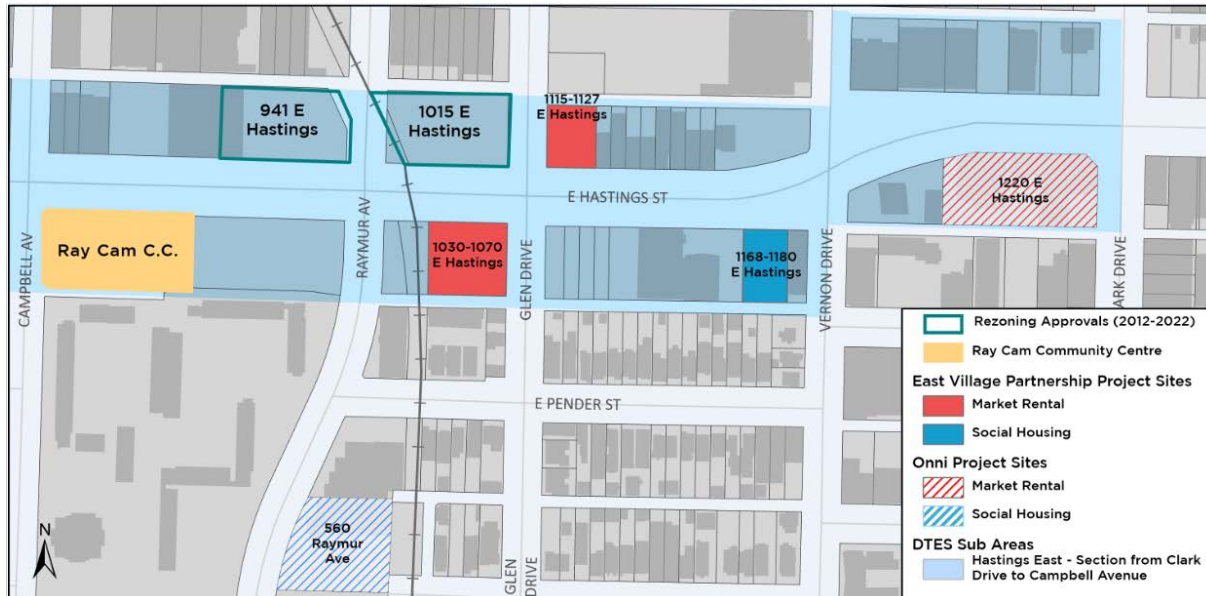 941 E
Hastings
1015 E
Hastings
1115-1127
E Hastings
E HASTINGS ST
1220 E
Hastings
Ray Cam C.C.
1030-1070
E Hastings
1168-1180
E Hastings
CAMPBELL AV
RAYMUR AV
GLEN DRIVE
VERNON DRIVE
ARK DRIVE
E PENDER ST
560
Raymur
Ave
GLEN
DRIVE
N
Rezoning Approvals (2012-2022)
Ray Cam Community Centre
East Village Partnership Project Sites
Market Rental
Social Housing
Onni Project Sites
Market Rental
Social Housing
DTES Sub Areas
Hastings East - Section from Clark
Drive to Campbell Avenue